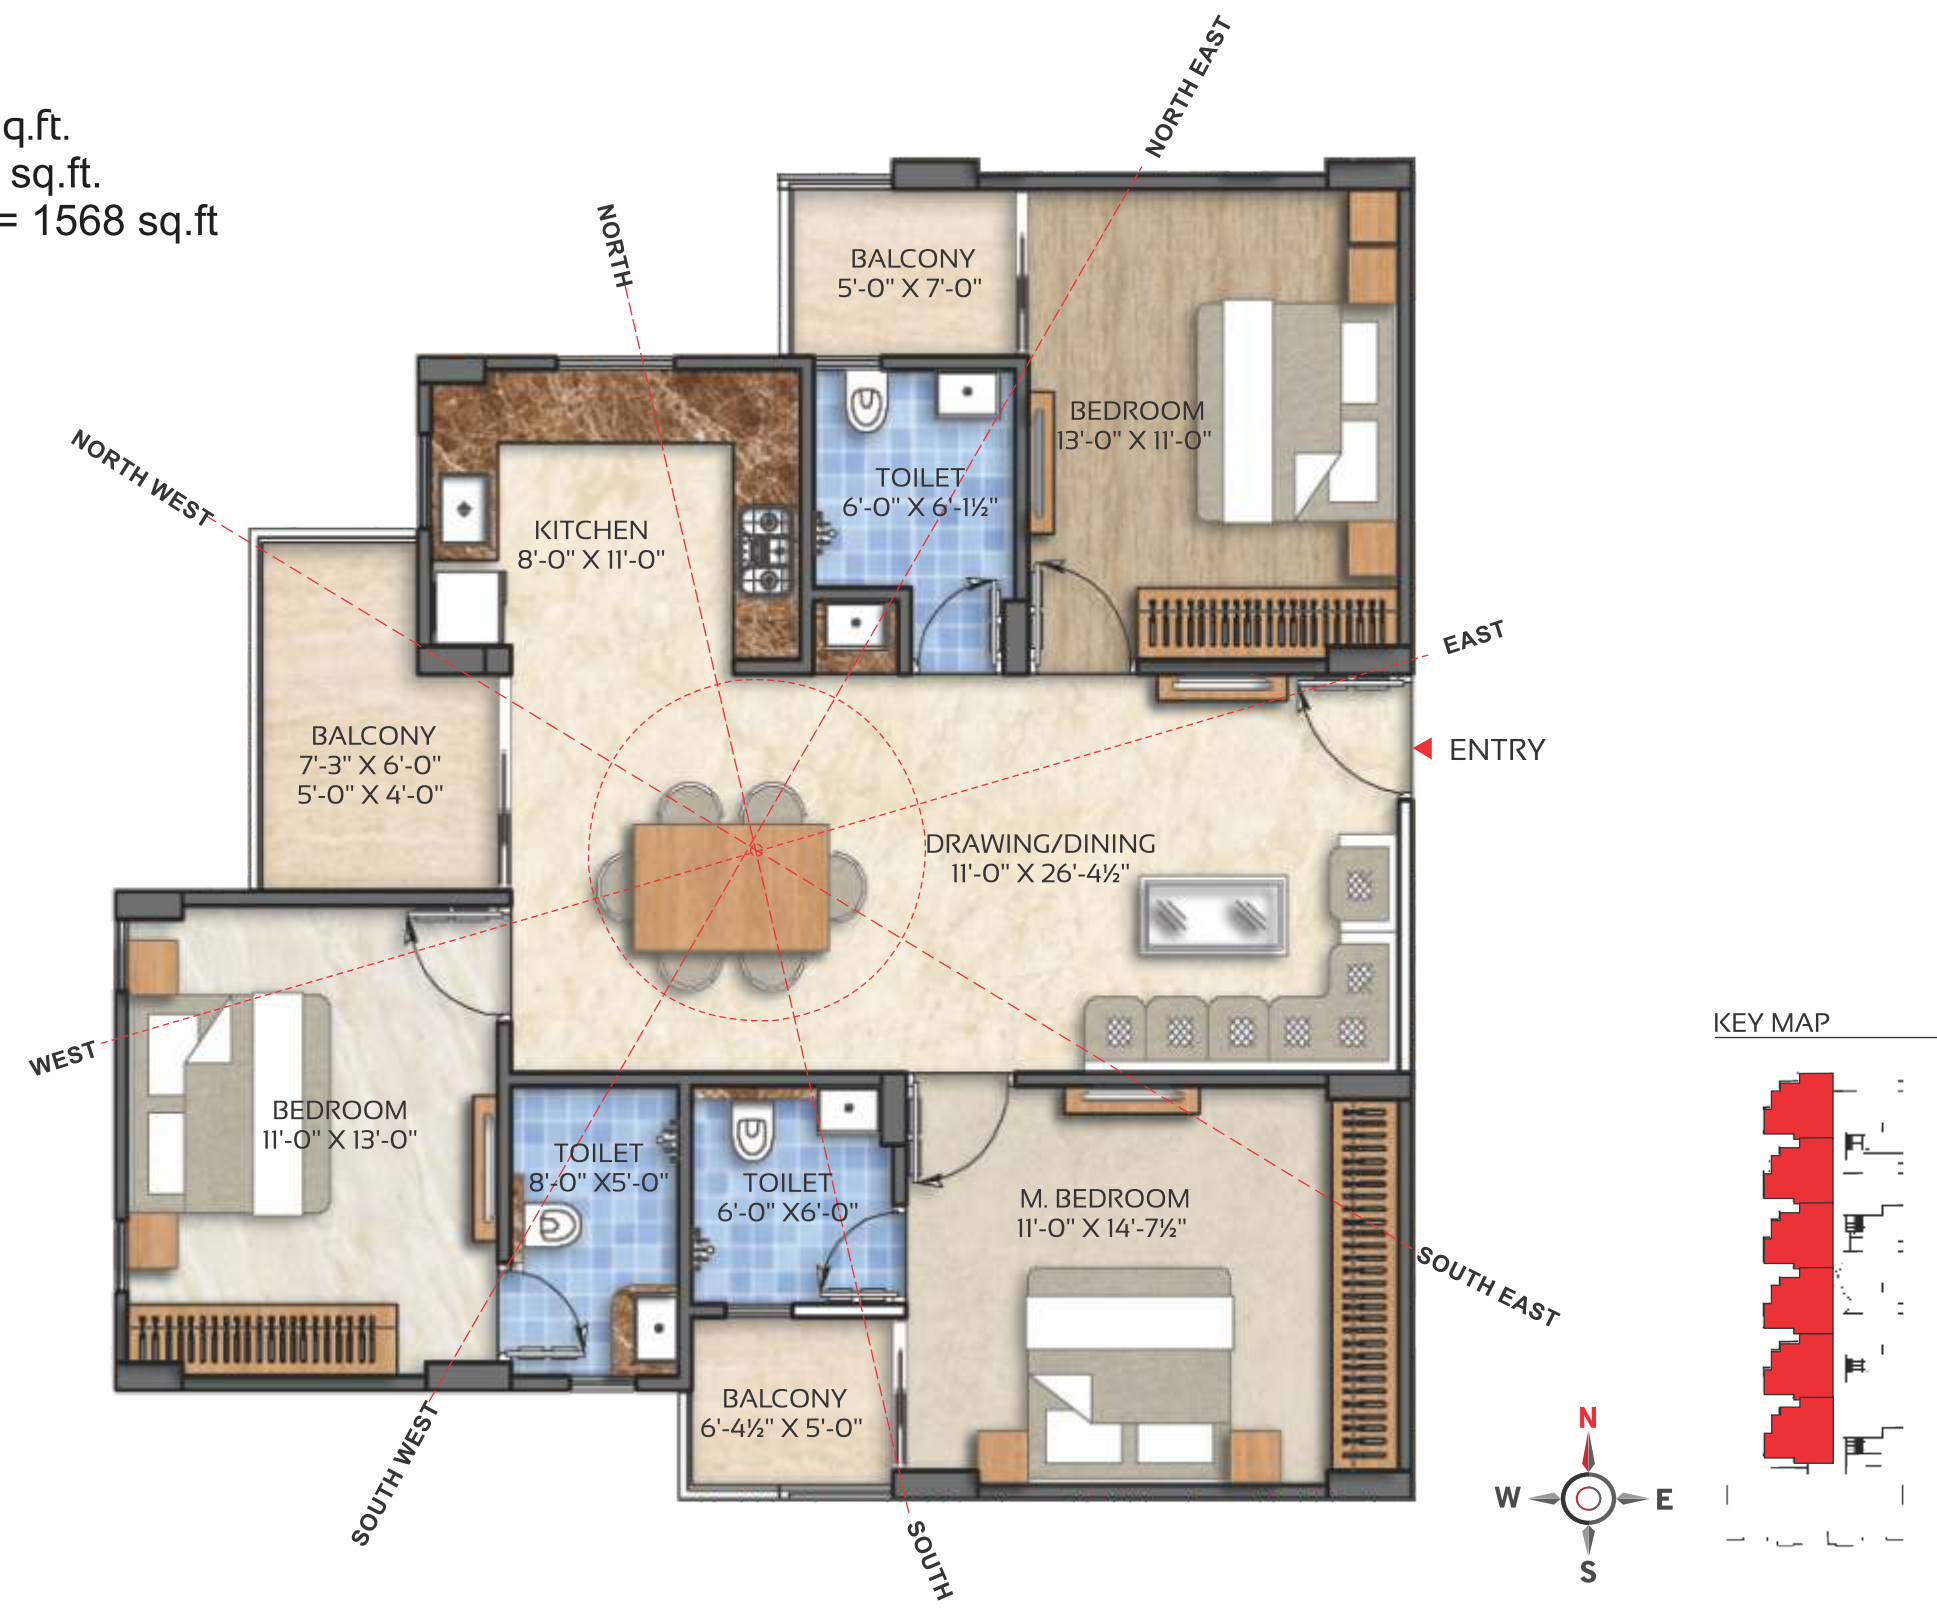 q.ft.
sq.ft.
= 1568 sq.ft
NORTH EAST
NORTH
BALCONY
5'-0" X 7'-0"
BEDROOM
13'-0" X 11'-0"
NORTH WEST
TOILET
6'-0" X 6'-1½"
KITCHEN
8'-0" X 11'-0"
EAST
BALCONY
7'-3" X 6'-0"
5'-0" X 4'-0"
ENTRY
DRAWING/DINING
11'-0" X 26'-4½"
WEST
BEDROOM
11'-0" X 13'-0"
TOILET
8'-0" X5'-0"
TOILET
6'-0" X6'-0"
M. BEDROOM
11'-0" X 14'-7½"
SOUTH EAST
BALCONY
6'-4½" X 5'-0"
SOUTH WEST
SOUTH
KEY MAP
N
W
E
S